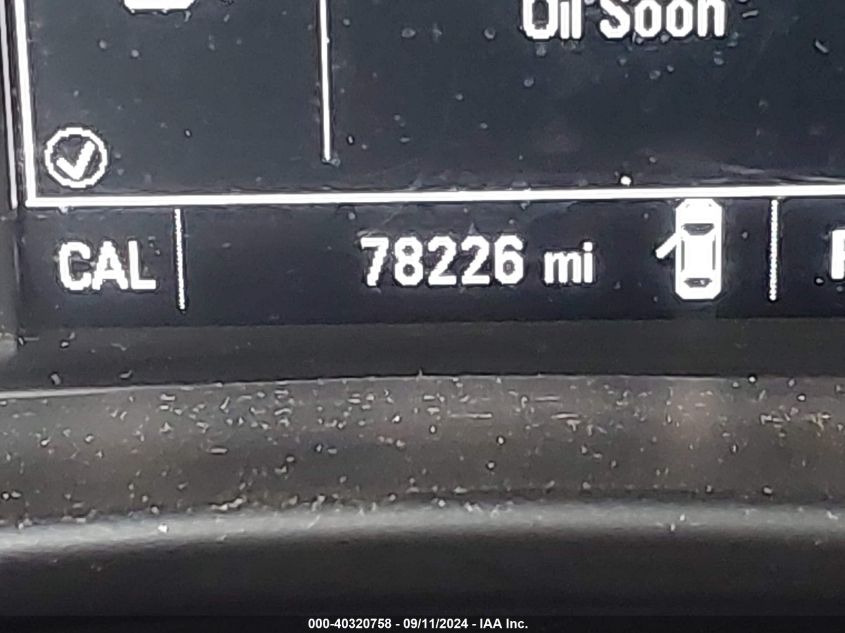 Oil Soon
CAL 78226 mi
000-40320758 - 09/11/2024 - IAA Inc.